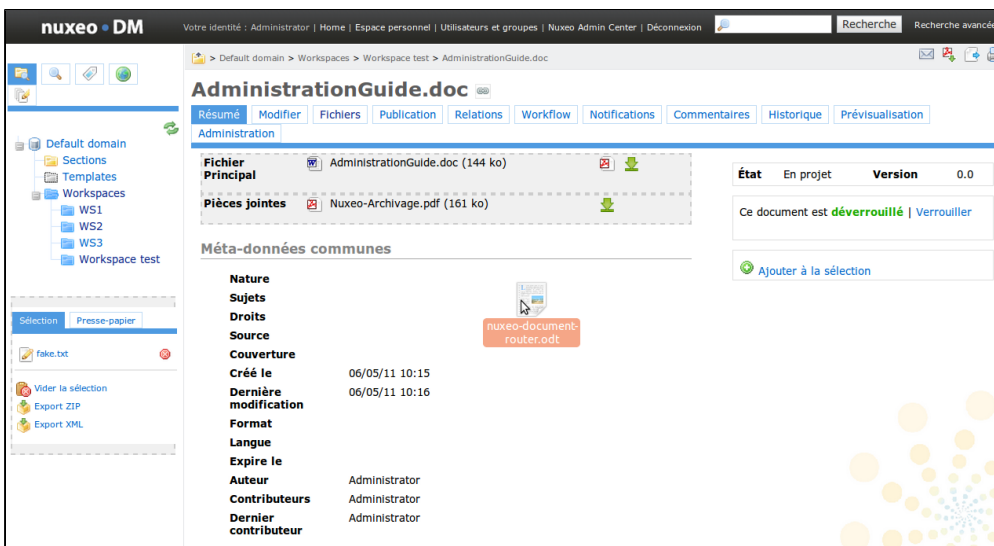 nuxeo DM
Votre identité : Administrator | Home | Espace personnel | Utilisateurs et groupes | Nuxeo Admin Center | Déconnexion
Recherche
Recherche avancée
> Default domain > Workspaces > Workspace test > AdministrationGuide.doc
AdministrationGuide.doc
Résumé Modifier Fichiers Publication Relations Workflow Notifications Commentaires Historique Prévisualisation
Administration
Default domain
Sections
Templates
Workspaces
WS1
WS2
WS3
Workspace test
Sélection Presse-papier
fake.txt
Vider la sélection
Export ZIP
Export XML
Fichier Principal
AdministrationGuide.doc (144 ko)
Pièces jointes
Nuxeo-Archivage.pdf (161 ko)
Méta-données communes
Nature
Sujets
Droits
Source
Couverture
Créé le 06/05/11 10:15
Dernière 06/05/11 10:16
modification
Format
Langue
Expire le
Auteur Administrator
Contributeurs Administrator
Dernier Administrator
contributeur
nuxeo-document-
router.odt
État En projet Version 0.0
Ce document est déverrouillé | Verrouiller
Ajouter à la sélection